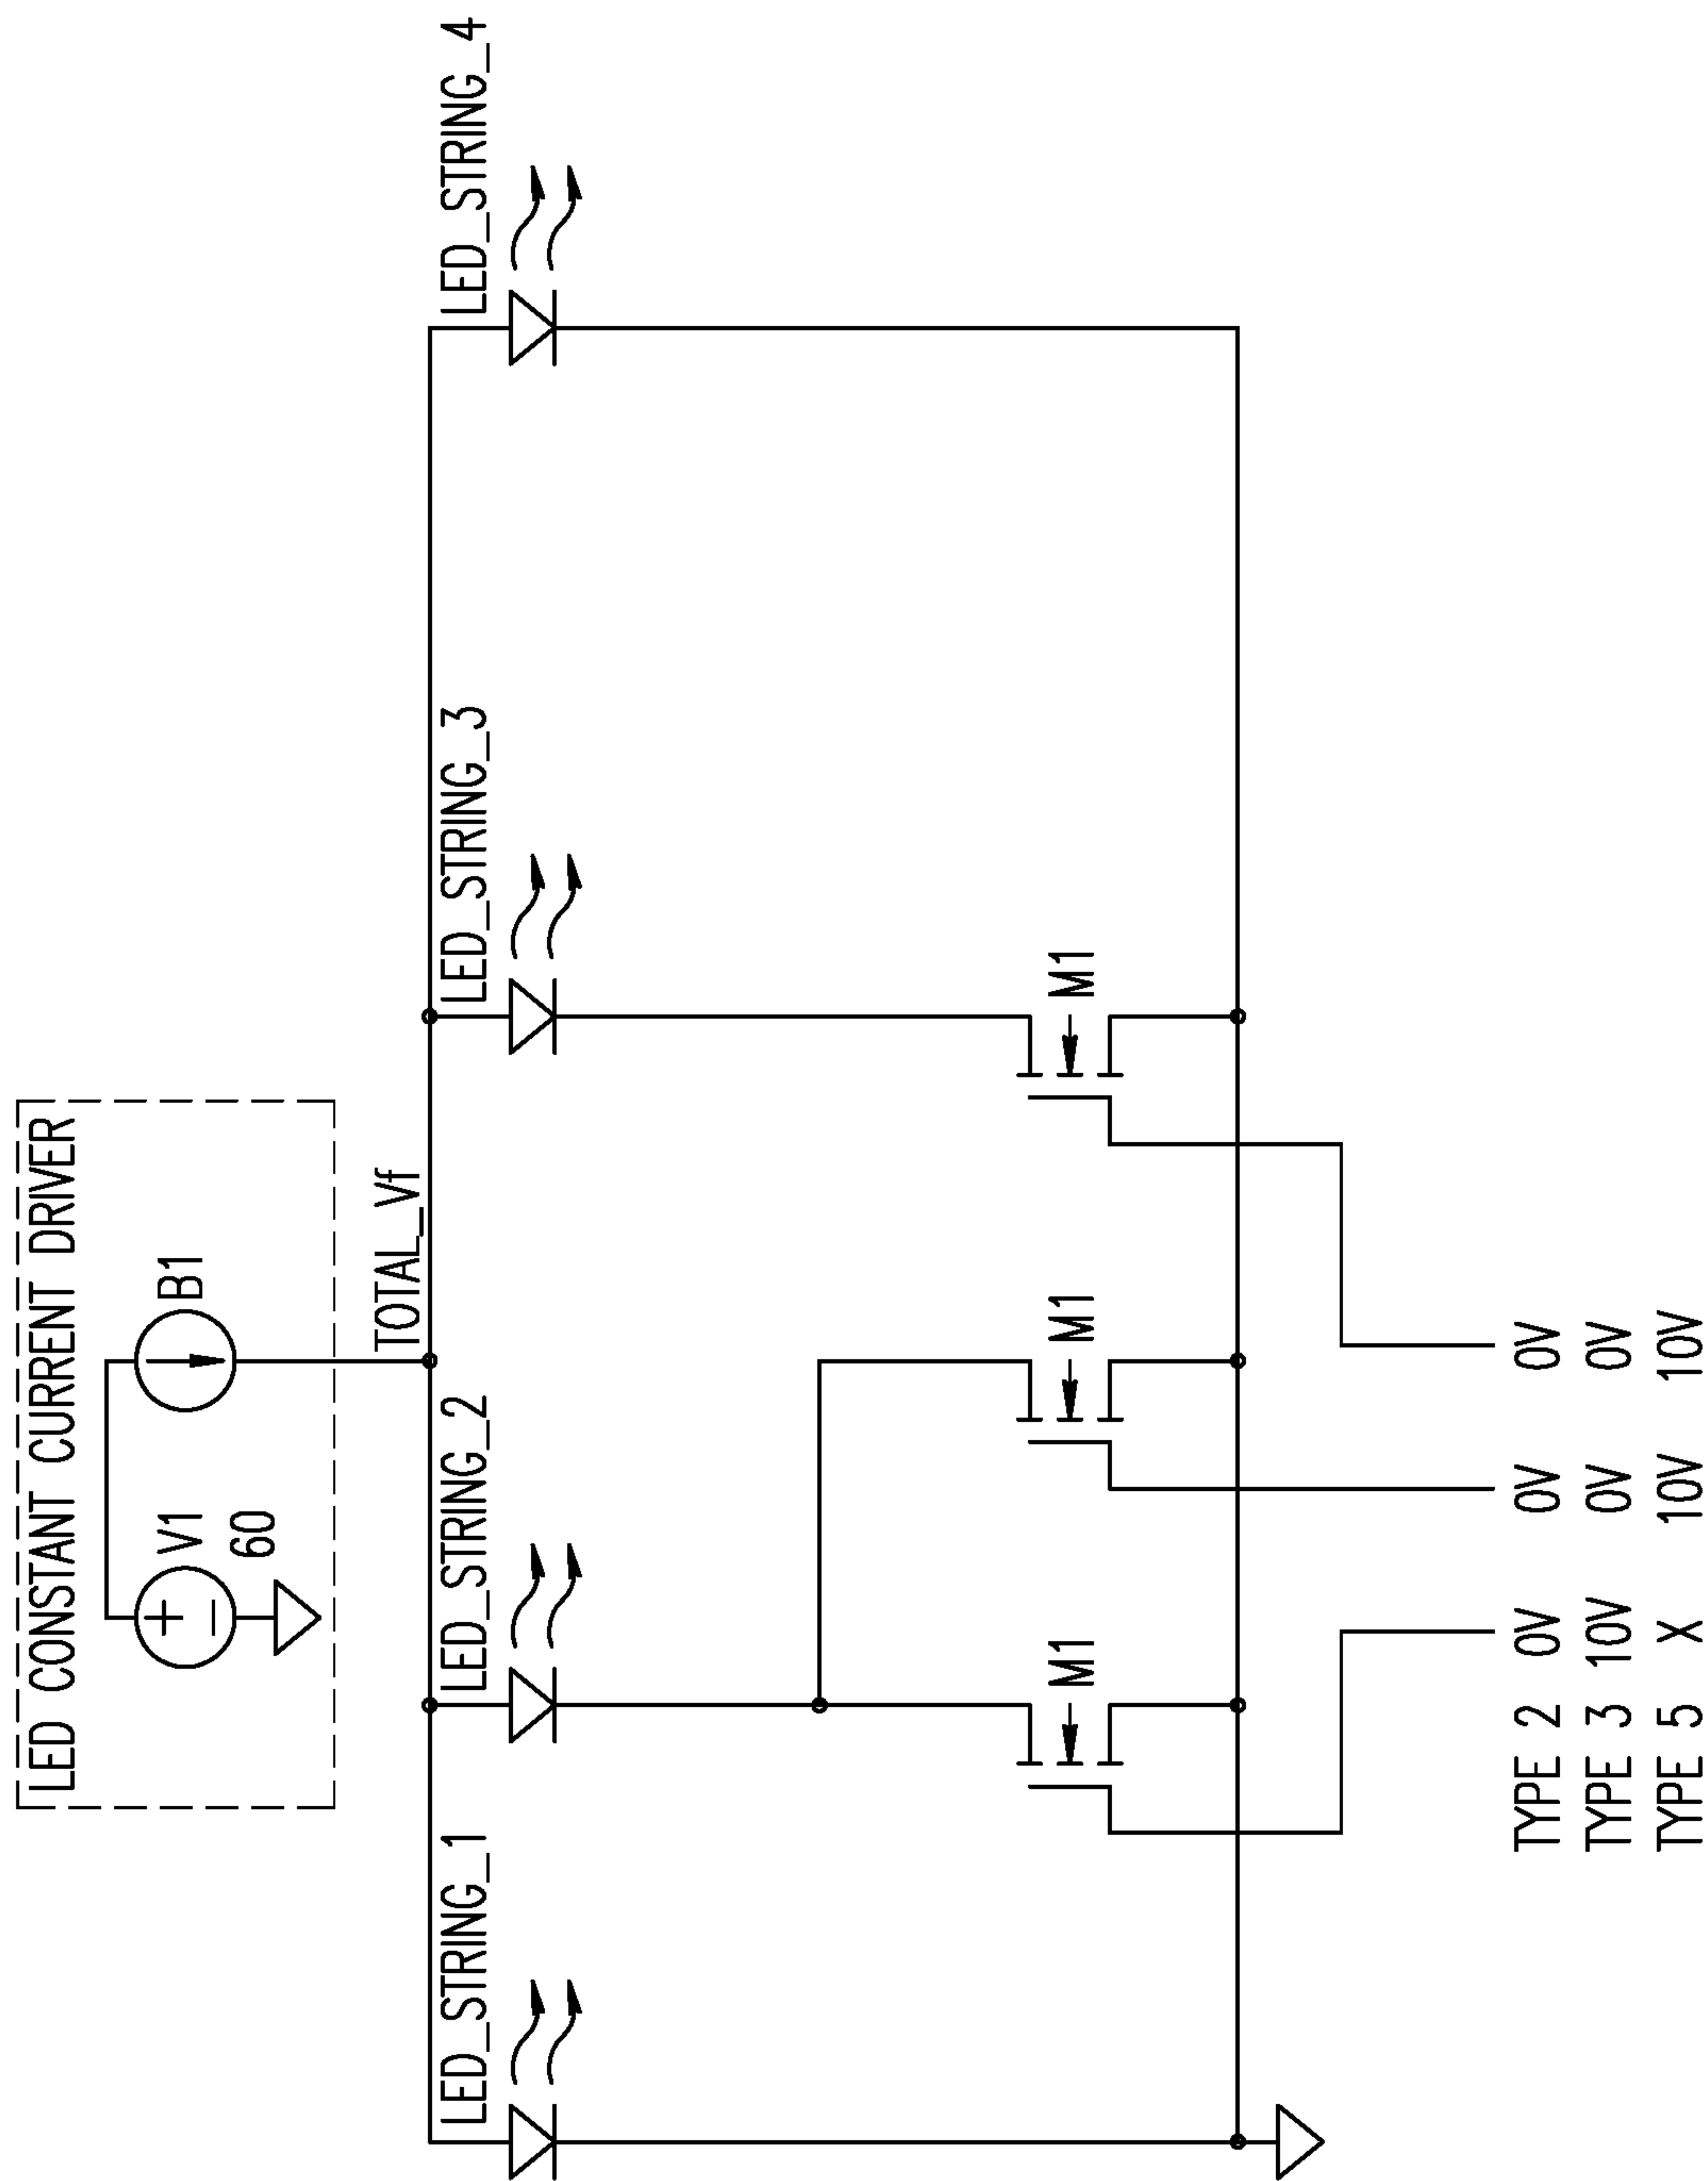 LED CONSTANT CURRENT DRIVER
V1
60
B1
TOTAL_Vf
LED_STRING_1
LED_STRING_2
LED_STRING_3
LED_STRING_4
M1
M1
M1
TYPE 2 0V 0V 0V
TYPE 3 10V 0V 0V
TYPE 5 X 10V 10V